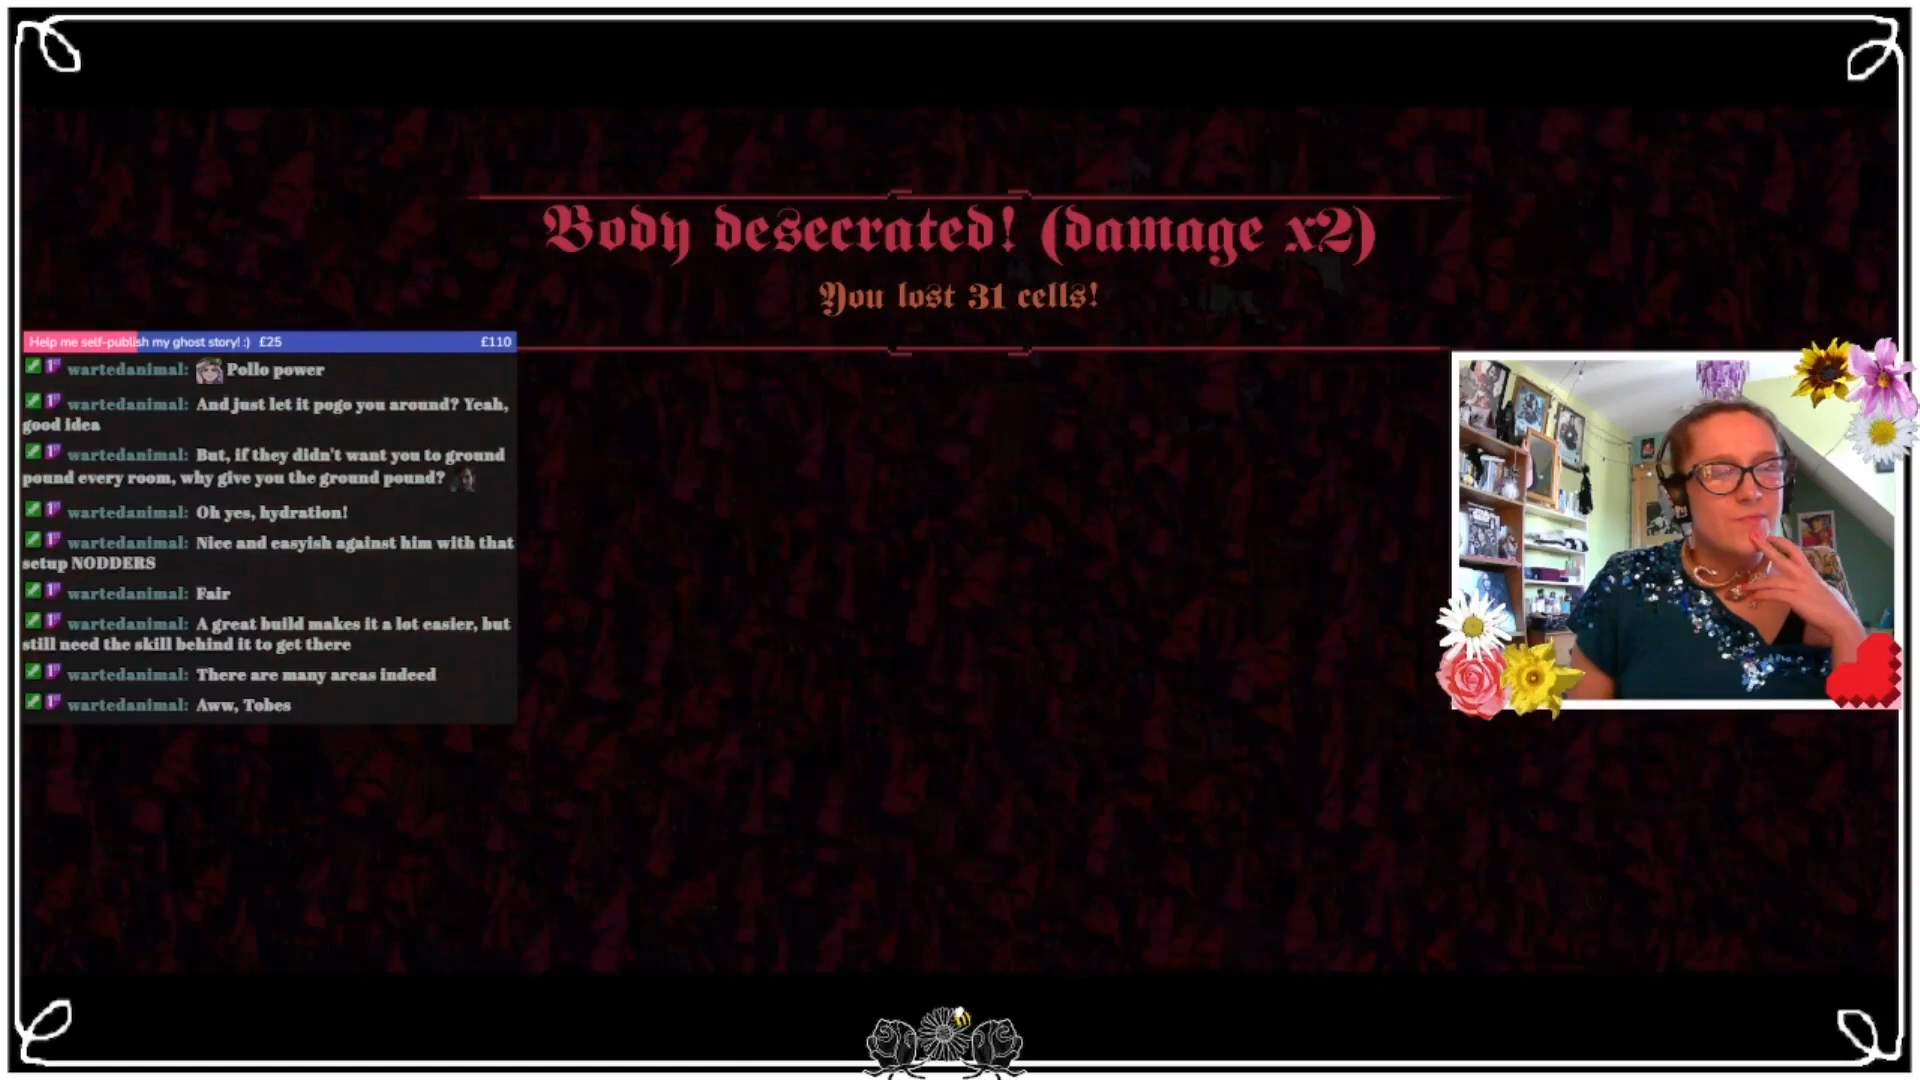 Body desecrated! (damage x2)
You lost 31 cells!
Help me self-publish my ghost story! :) £25 £110
wartedanimal: Pollo power
wartedanimal: And just let it pogo you around? Yeah,
good idea
wartedanimal: But, if they didn't want you to ground
pound every room, why give you the ground pound?
wartedanimal: Oh yes, hydration!
wartedanimal: Nice and easyish against him with that
setup NODDERS
wartedanimal: Fair
wartedanimal: A great build makes it a lot easier, but
still need the skill behind it to get there
wartedanimal: There are many areas indeed
wartedanimal: Aww, Tobes